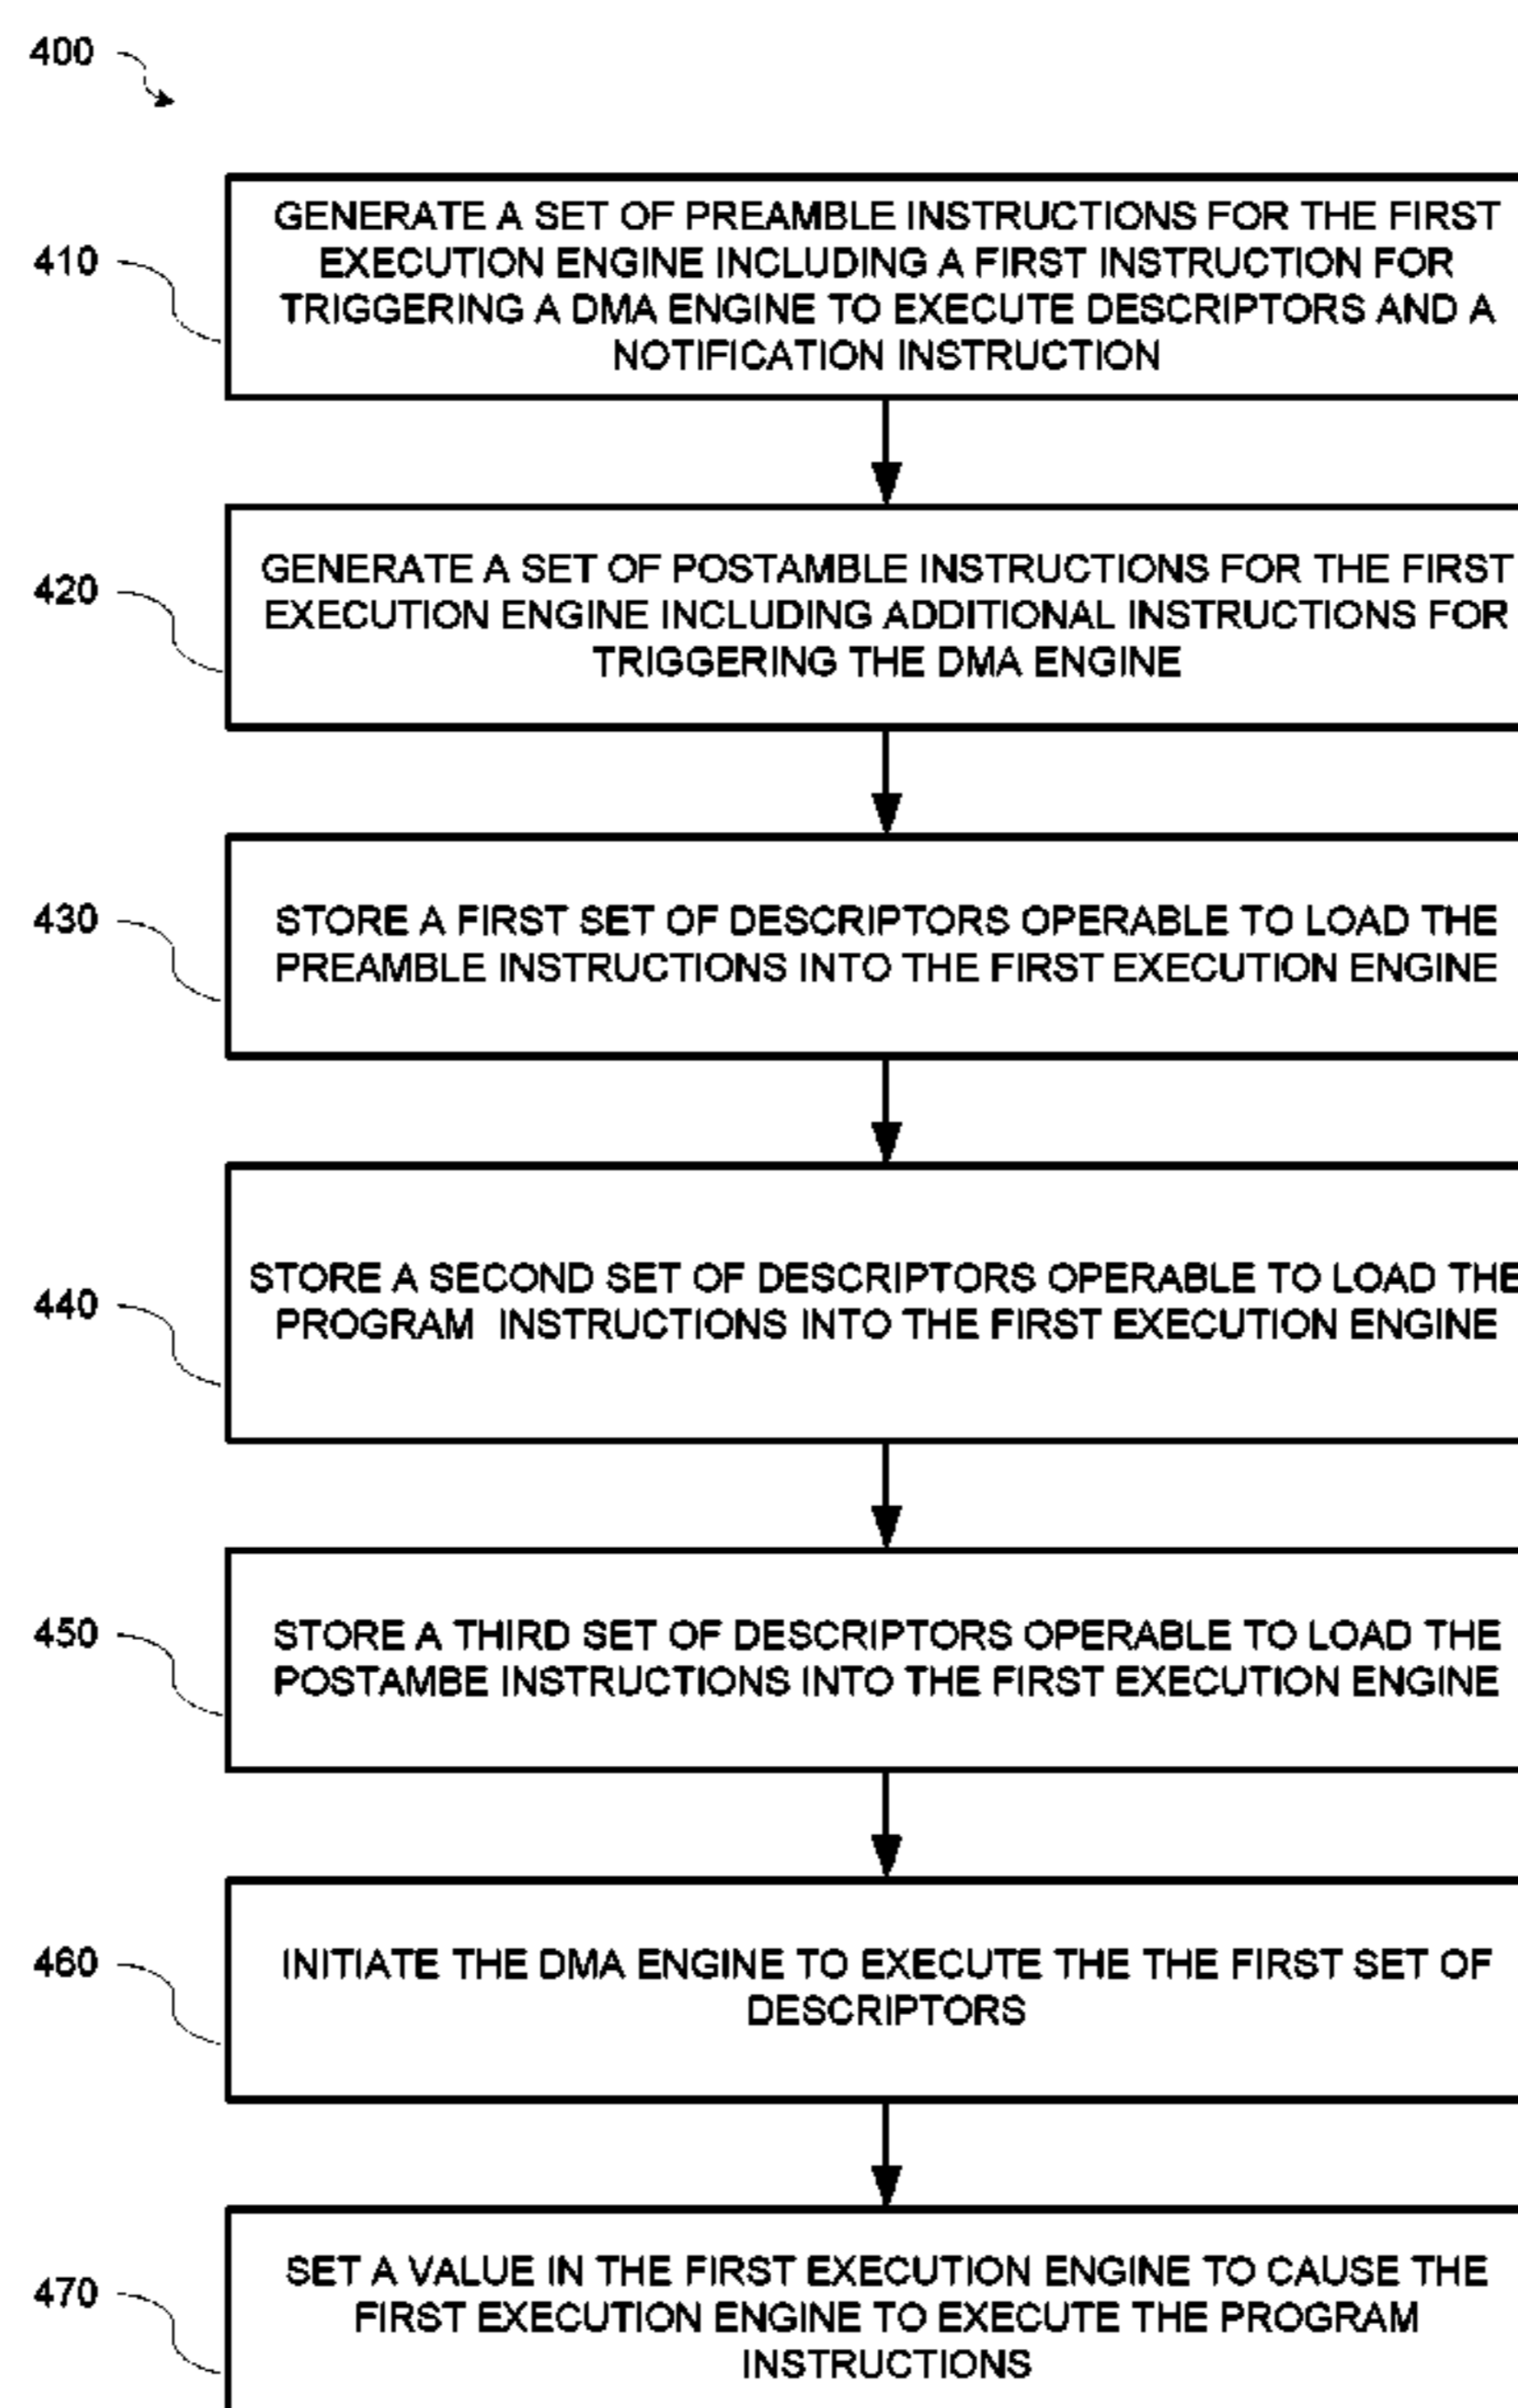 400
410
GENERATE A SET OF PREAMBLE INSTRUCTIONS FOR THE FIRST
EXECUTION ENGINE INCLUDING A FIRST INSTRUCTION FOR
TRIGGERING A DMA ENGINE TO EXECUTE DESCRIPTORS AND A
NOTIFICATION INSTRUCTION
420
GENERATE A SET OF POSTAMBLE INSTRUCTIONS FOR THE FIRST
EXECUTION ENGINE INCLUDING ADDITIONAL INSTRUCTIONS FOR
TRIGGERING THE DMA ENGINE
430
STORE A FIRST SET OF DESCRIPTORS OPERABLE TO LOAD THE
PREAMBLE INSTRUCTIONS INTO THE FIRST EXECUTION ENGINE
440
STORE A SECOND SET OF DESCRIPTORS OPERABLE TO LOAD THE
PROGRAM INSTRUCTIONS INTO THE FIRST EXECUTION ENGINE
450
STORE A THIRD SET OF DESCRIPTORS OPERABLE TO LOAD THE
POSTAMBE INSTRUCTIONS INTO THE FIRST EXECUTION ENGINE
460
INITIATE THE DMA ENGINE TO EXECUTE THE THE FIRST SET OF
DESCRIPTORS
470
SET A VALUE IN THE FIRST EXECUTION ENGINE TO CAUSE THE
FIRST EXECUTION ENGINE TO EXECUTE THE PROGRAM
INSTRUCTIONS